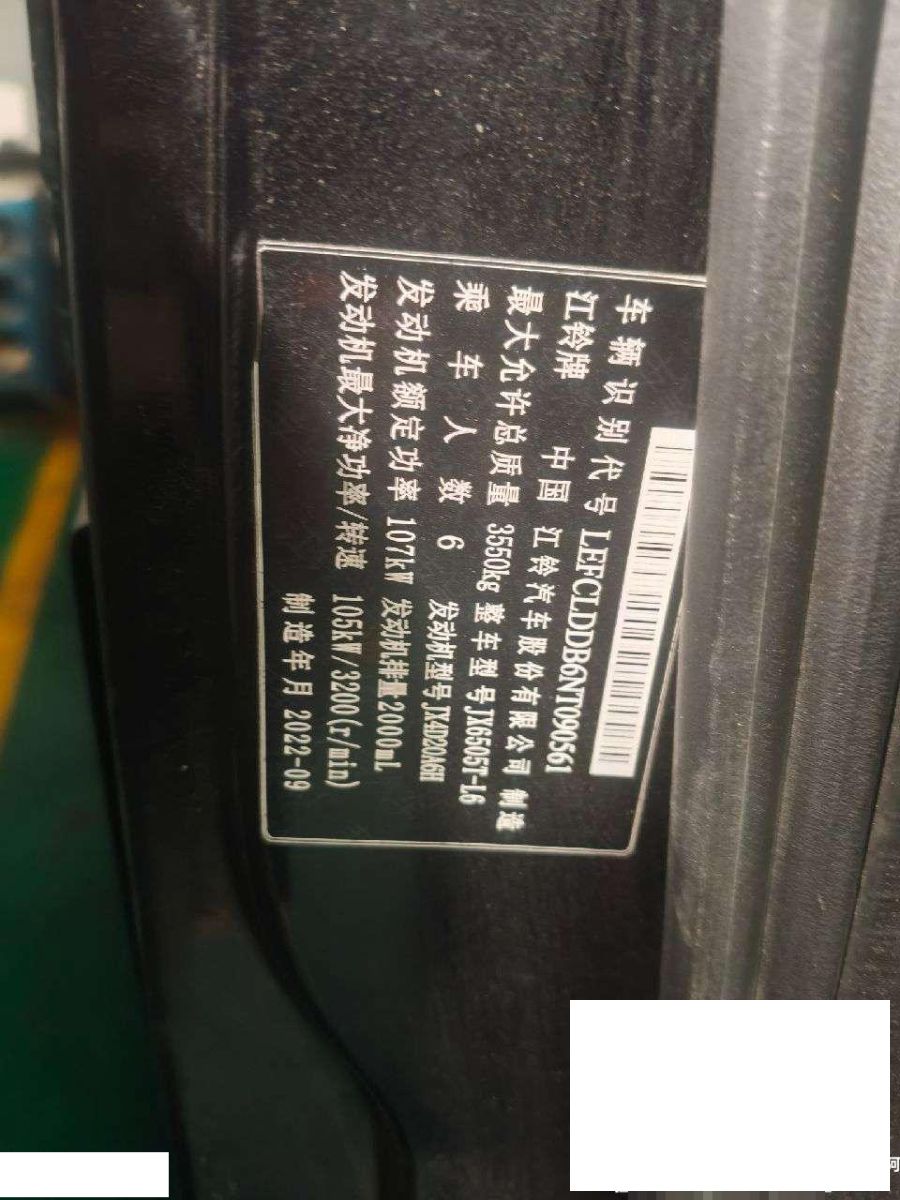 车辆识别代号 LEFCLDDB6NT090561
江铃牌 中国 江铃汽车股份有限公司 制造
最大允许总质量 3550kg 整车型号 JX6505T-L6
乘车人数 6 发动机型号 JX4D20A6H
发动机额定功率 107kW 发动机排量 2000mL
发动机最大净功率/转速 105kW/3200(r/min)
制造年月 2022-09